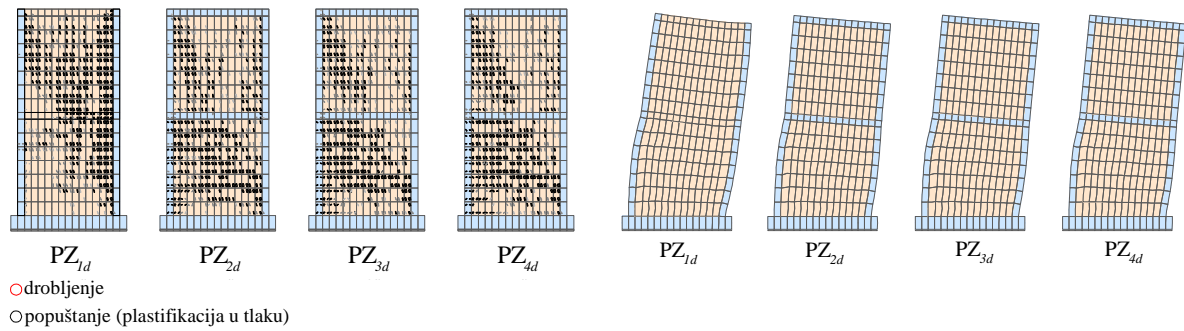 PZ1d PZ2d PZ3d PZ4d PZ1d PZ2d PZ3d PZ4d
drobljenje
popuštanje (plastifikacija u tlaku)